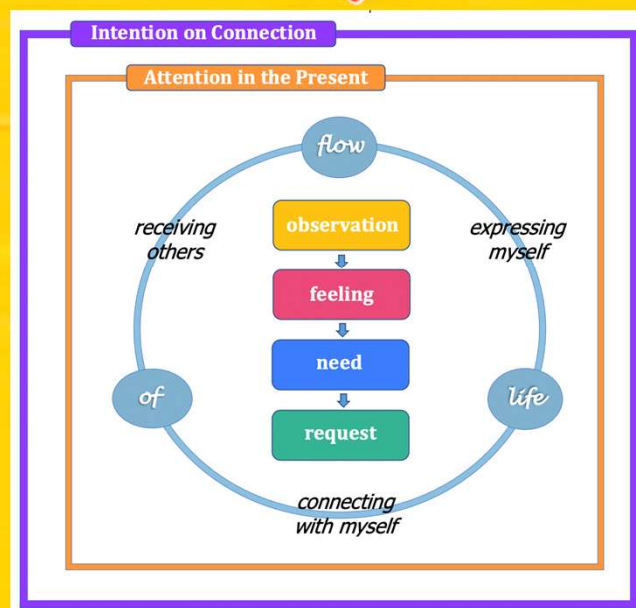 Intention on Connection
Attention in the Present
flow
receiving
others
expressing
myself
observation
feeling
need
request
of
life
connecting
with myself